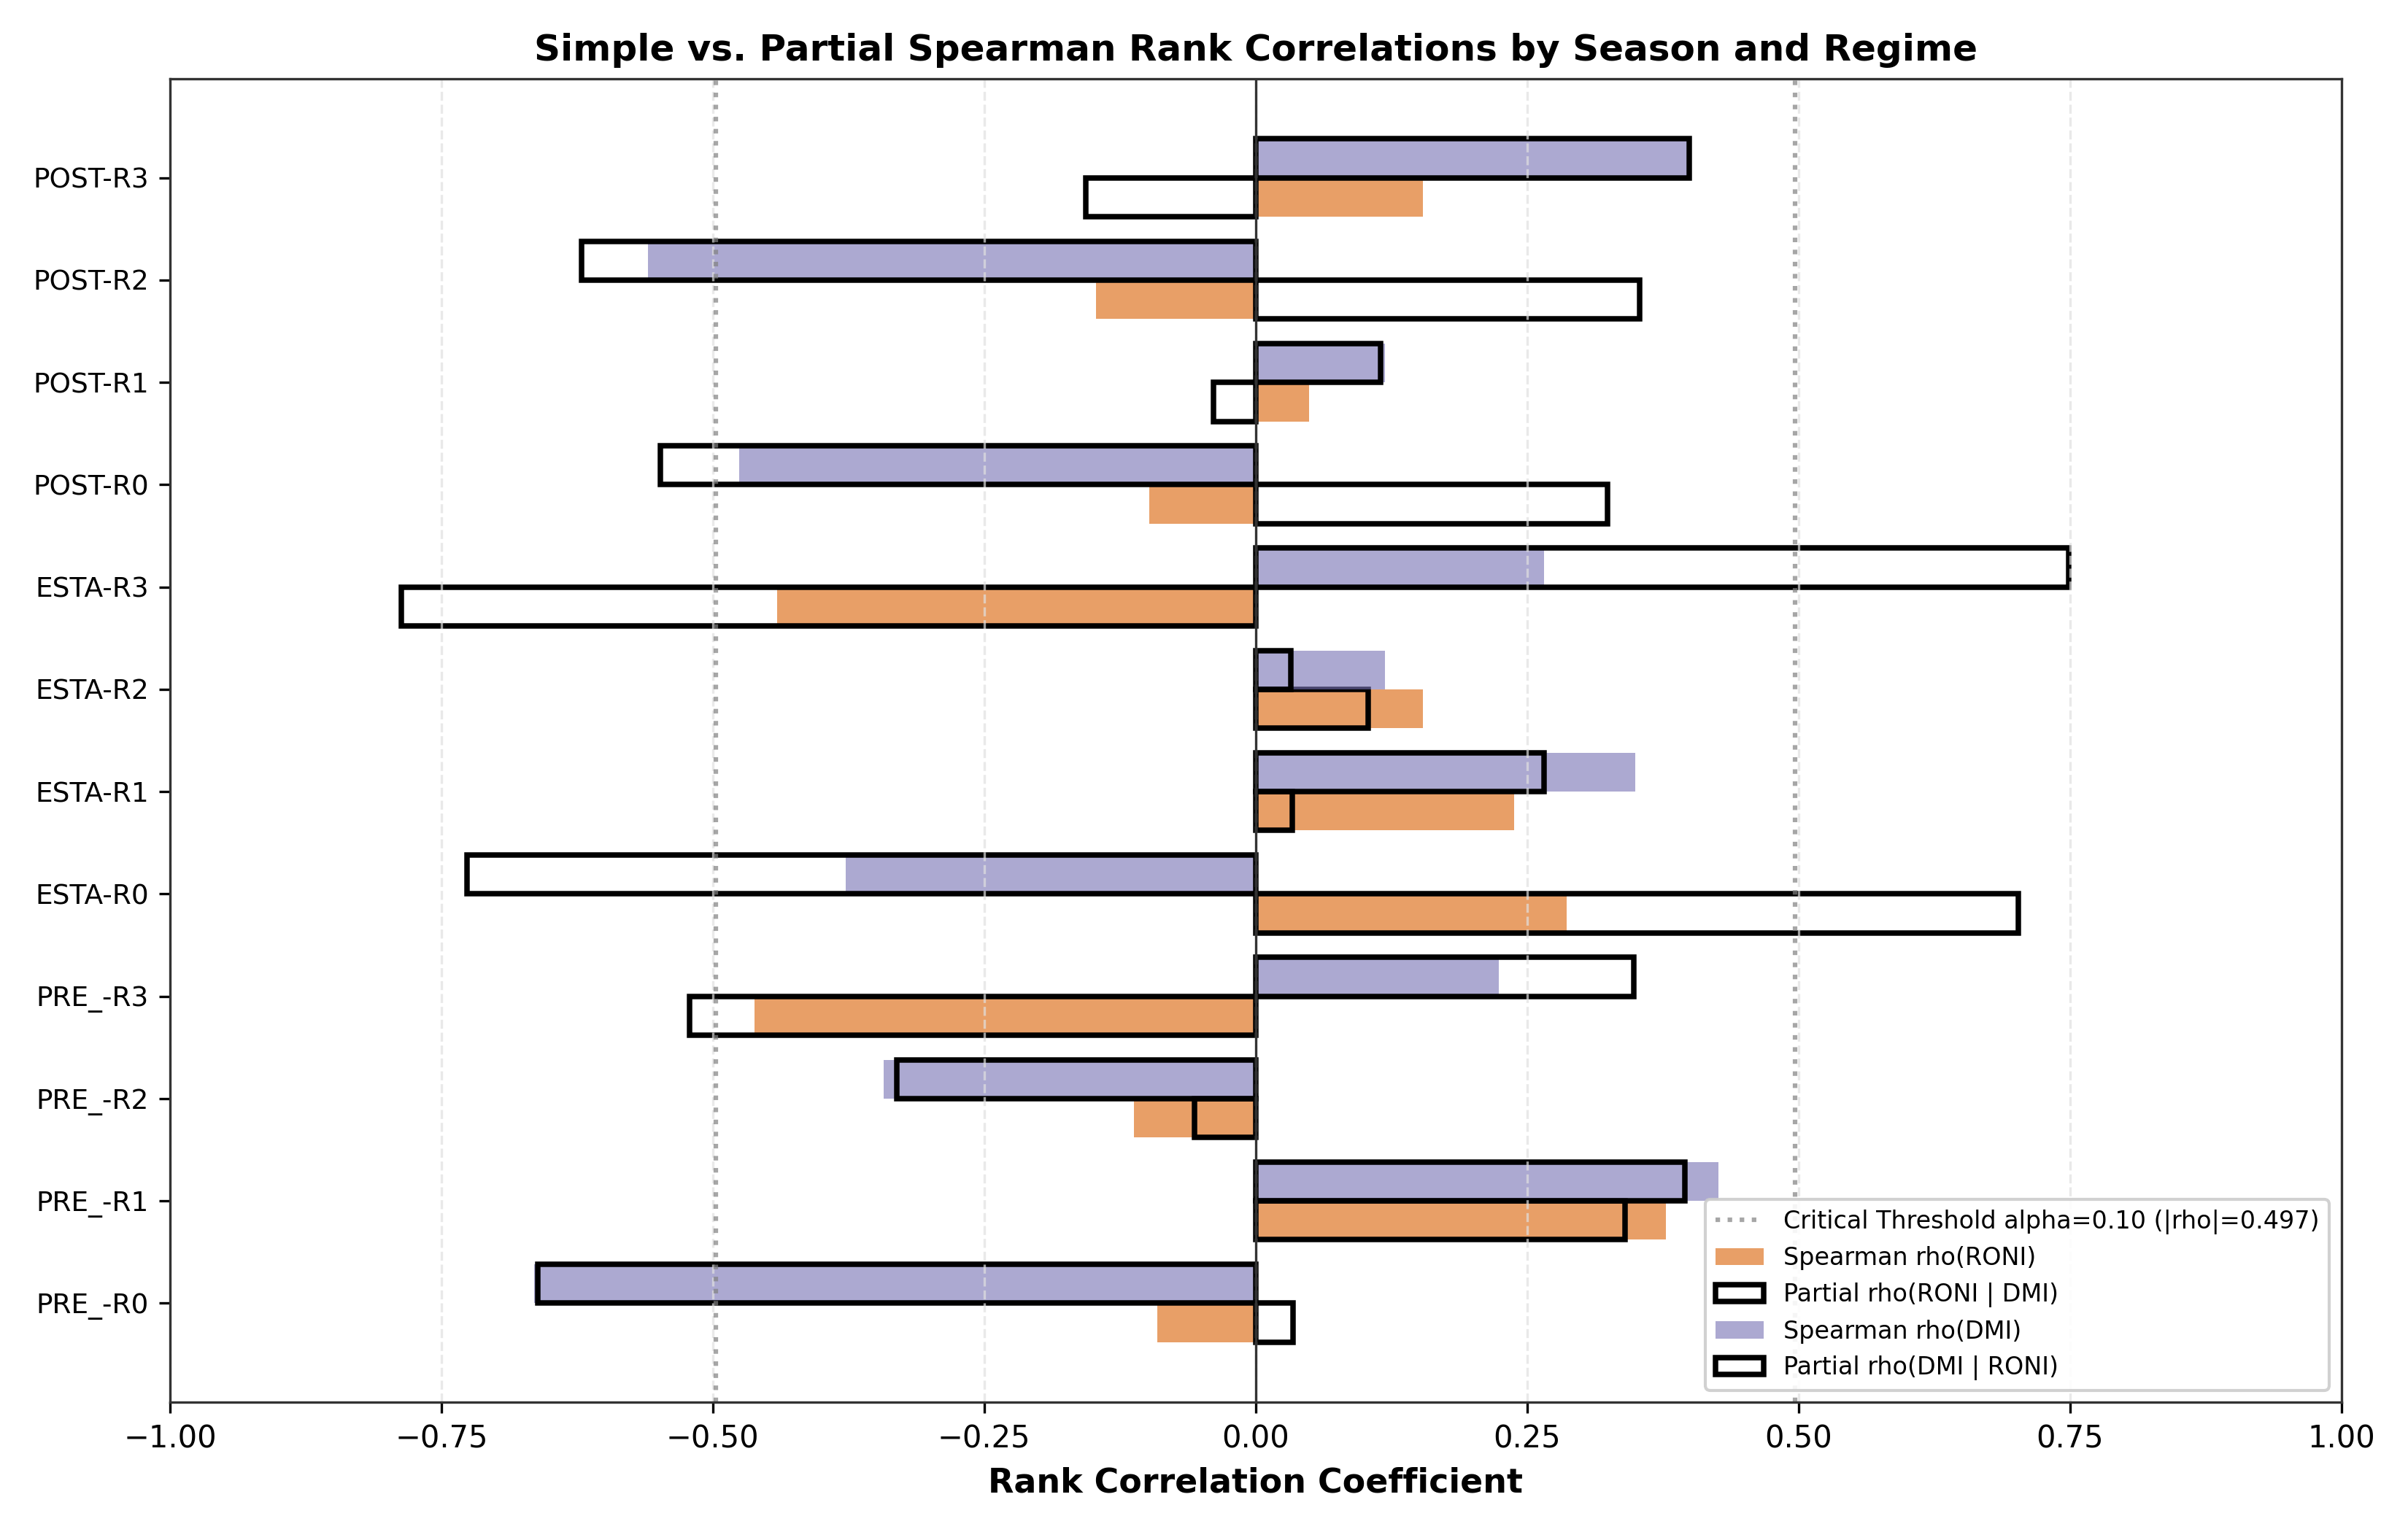 Simple vs. Partial Spearman Rank Correlations by Season and Regime
POST-R3
POST-R2
POST-R1
POST-R0
ESTA-R3
ESTA-R2
ESTA-R1
ESTA-R0
PRE_-R3
PRE_-R2
PRE_-R1
PRE_-R0
Critical Threshold alpha=0.10 (|rho|=0.497)
Spearman rho(RONI)
Partial rho(RONI | DMI)
Spearman rho(DMI)
Partial rho(DMI | RONI)
−1.00 −0.75 −0.50 −0.25 0.00 0.25 0.50 0.75 1.00
Rank Correlation Coefficient